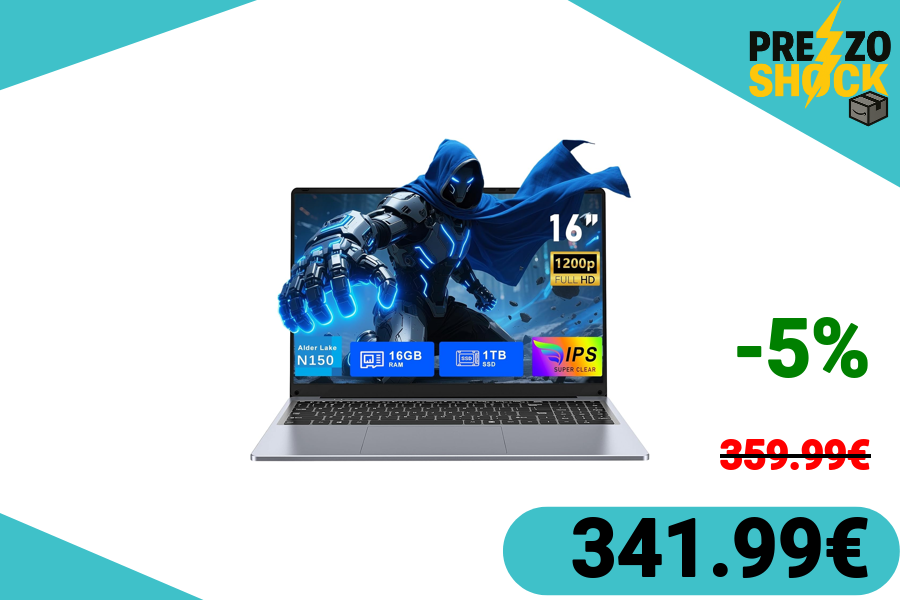 PREZZO
SHOCK
16”
1200p
FULL HD
Alder Lake
N150
16GB
RAM
SSD
1TB
SSD
IPS
SUPER CLEAR
-5%
359.99€
341.99€